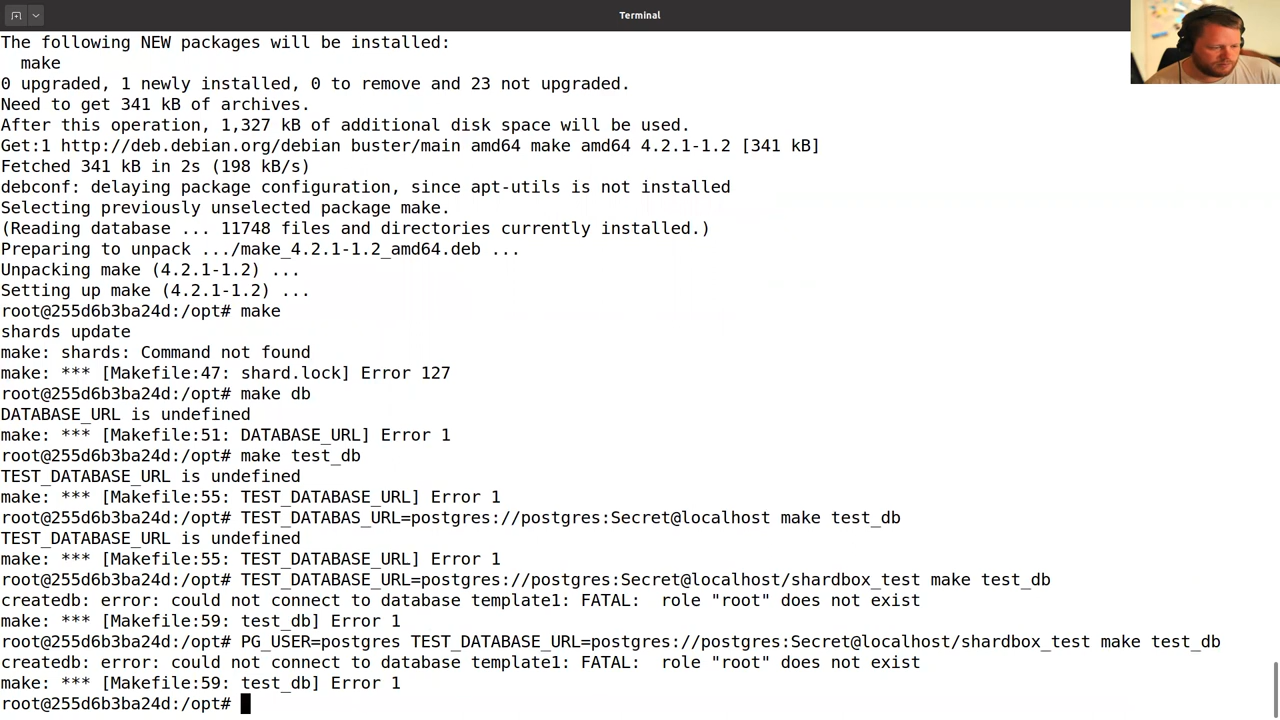 Terminal
The following NEW packages will be installed:
  make
0 upgraded, 1 newly installed, 0 to remove and 23 not upgraded.
Need to get 341 kB of archives.
After this operation, 1,327 kB of additional disk space will be used.
Get:1 http://deb.debian.org/debian buster/main amd64 make amd64 4.2.1-1.2 [341 kB]
Fetched 341 kB in 2s (198 kB/s)
debconf: delaying package configuration, since apt-utils is not installed
Selecting previously unselected package make.
(Reading database ... 11748 files and directories currently installed.)
Preparing to unpack .../make_4.2.1-1.2_amd64.deb ...
Unpacking make (4.2.1-1.2) ...
Setting up make (4.2.1-1.2) ...
root@255d6b3ba24d:/opt# make
shards update
make: shards: Command not found
make: *** [Makefile:47: shard.lock] Error 127
root@255d6b3ba24d:/opt# make db
DATABASE_URL is undefined
make: *** [Makefile:51: DATABASE_URL] Error 1
root@255d6b3ba24d:/opt# make test_db
TEST_DATABASE_URL is undefined
make: *** [Makefile:55: TEST_DATABASE_URL] Error 1
root@255d6b3ba24d:/opt# TEST_DATABAS_URL=postgres://postgres:Secret@localhost make test_db
TEST_DATABASE_URL is undefined
make: *** [Makefile:55: TEST_DATABASE_URL] Error 1
root@255d6b3ba24d:/opt# TEST_DATABASE_URL=postgres://postgres:Secret@localhost/shardbox_test make test_db
createdb: error: could not connect to database template1: FATAL:  role "root" does not exist
make: *** [Makefile:59: test_db] Error 1
root@255d6b3ba24d:/opt# PG_USER=postgres TEST_DATABASE_URL=postgres://postgres:Secret@localhost/shardbox_test make test_db
createdb: error: could not connect to database template1: FATAL:  role "root" does not exist
make: *** [Makefile:59: test_db] Error 1
root@255d6b3ba24d:/opt#